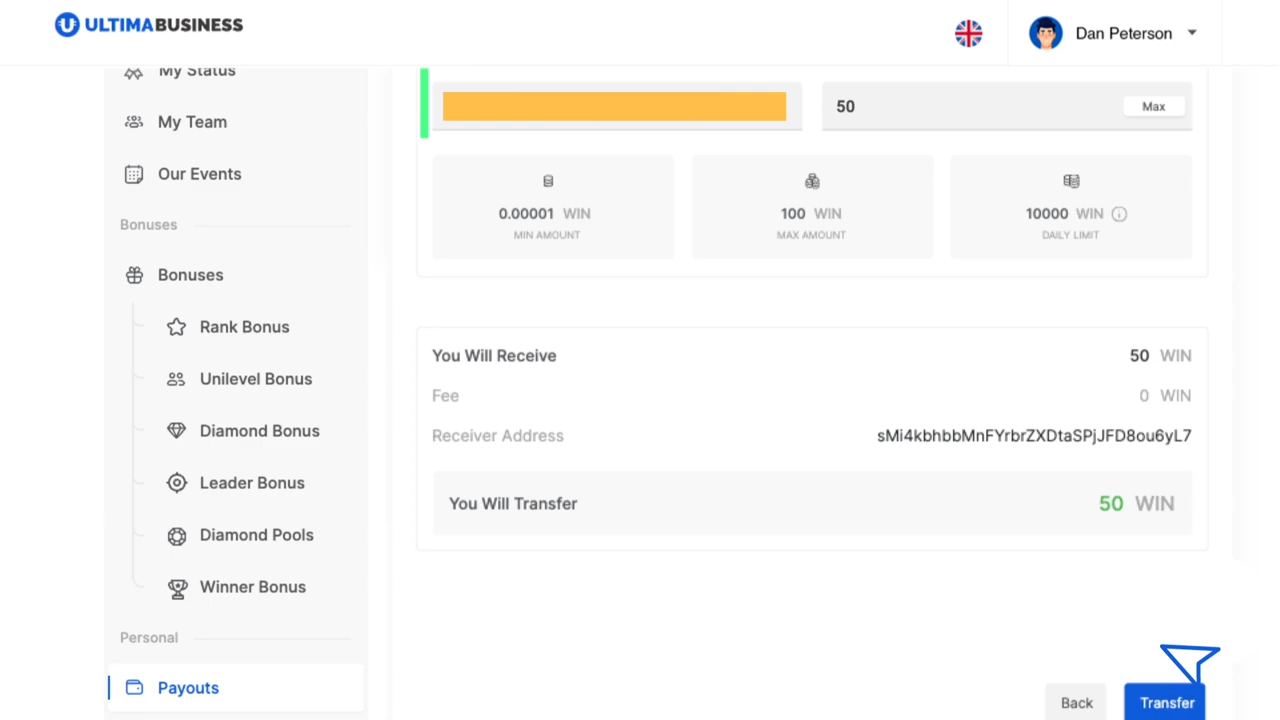 ULTIMABUSINESS
Dan Peterson
My Status
My Team
Our Events
Bonuses
Bonuses
Rank Bonus
Unilevel Bonus
Diamond Bonus
Leader Bonus
Diamond Pools
Winner Bonus
Personal
Payouts
50
Max
0.00001 WIN
MIN AMOUNT
100 WIN
MAX AMOUNT
10000 WIN
DAILY LIMIT
You Will Receive 50 WIN
Fee 0 WIN
Receiver Address sMi4kbhbbMnFYrbrZXDtaSPjJFD8ou6yL7
You Will Transfer 50 WIN
Back
Transfer